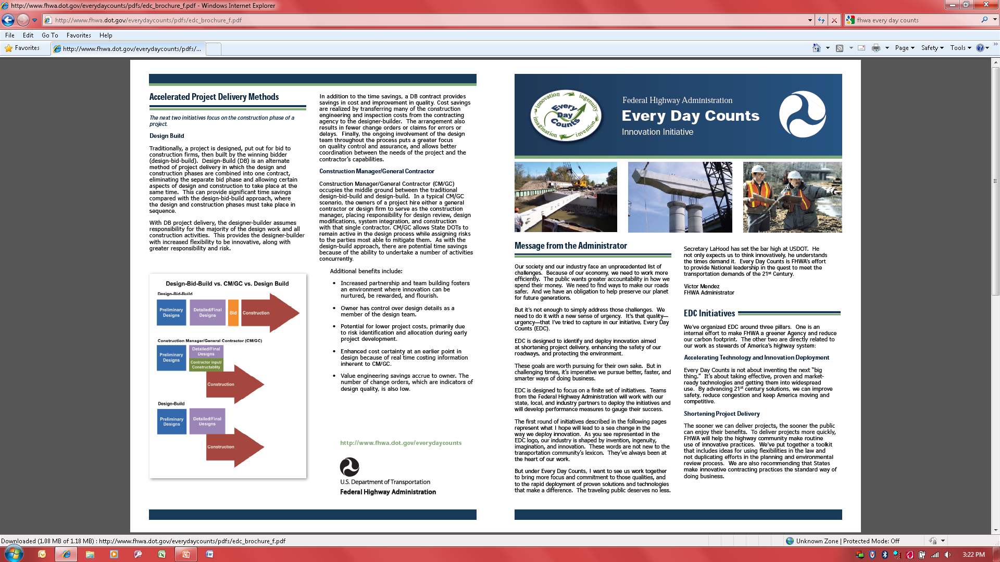 http://www.fhwa.dot.gov/everydaycounts/pdfs/edc_brochure_f.pdf - Windows Internet Explorer
http://www.fhwa.dot.gov/everydaycounts/pdfs/edc_brochure_f.pdf
fhwa every day counts
File Edit Go To Favorites Help
Favorites
http://www.fhwa.dot.gov/everydaycounts/pdfs/...
Page Safety Tools
Accelerated Project Delivery Methods
The next two initiatives focus on the construction phase of a
project.
Design Build
Traditionally, a project is designed, put out for bid to
construction firms, then built by the winning bidder
(design-bid-build). Design-Build (DB) is an alternate
method of project delivery in which the design and
construction phases are combined into one contract,
eliminating the separate bid phase and allowing certain
aspects of design and construction to take place at the
same time. This can provide significant time savings
compared with the design-bid-build approach, where
the design and construction phases must take place in
sequence.
With DB project delivery, the designer-builder assumes
responsibility for the majority of the design work and all
construction activities. This provides the designer-builder
with increased flexibility to be innovative, along with
greater responsibility and risk.
Design-Bid-Build vs. CM/GC vs. Design Build
Design-Bid-Build
Preliminary
Designs
Detailed/Final
Designs
Bid
Construction
Construction Manager/General Contractor (CM/GC)
Preliminary
Designs
Detailed/Final
Designs
Contractor input/
Constructablity
Construction
Design-Build
Preliminary
Designs
Detailed/Final
Designs
Construction
In addition to the time savings, a DB contract provides
savings in cost and improvement in quality. Cost savings
are realized by transferring many of the construction
engineering and inspection costs from the contracting
agency to the designer-builder. The arrangement also
results in fewer change orders or claims for errors or
delays. Finally, the ongoing involvement of the design
team throughout the process puts a greater focus
on quality control and assurance, and allows better
coordination between the needs of the project and the
contractor's capabilities.
Construction Manager/General Contractor
Construction Manager/General Contractor (CM/GC)
occupies the middle ground between the traditional
design-bid-build and design-build. In a typical CM/GC
scenario, the owners of a project hire either a general
contractor or design firm to serve as the construction
manager, placing responsibility for design review, design
modifications, system integration, and construction
with that single contractor. CM/GC allows State DOTs to
remain active in the design process while assigning risks
to the parties most able to mitigate them. As with the
design-build approach, there are potential time savings
because of the ability to undertake a number of activities
concurrently.
Additional benefits include:
• Increased partnership and team building fosters
an environment where innovation can be
nurtured, be rewarded, and flourish.
• Owner has control over design details as a
member of the design team.
• Potential for lower project costs, primarily due
to risk identification and allocation during early
project development.
• Enhanced cost certainty at an earlier point in
design because of real time costing information
inherent to CM/GC.
• Value engineering savings accrue to owner. The
number of change orders, which are indicators of
design quality, is also low.
http://www.fhwa.dot.gov/everydaycounts
U.S. Department of Transportation
Federal Highway Administration
innovation
ingenuity
imagination
invention
Every
Day
Counts
Federal Highway Administration
Every Day Counts
Innovation Initiative
Message from the Administrator
Our society and our industry face an unprecedented list of
challenges. Because of our economy, we need to work more
efficiently. The public wants greater accountability in how we
spend their money. We need to find ways to make our roads
safer. And we have an obligation to help preserve our planet
for future generations.
But it's not enough to simply address those challenges. We
need to do it with a new sense of urgency. It's that quality—
urgency—that I've tried to capture in our initiative, Every Day
Counts (EDC).
EDC is designed to identify and deploy innovation aimed
at shortening project delivery, enhancing the safety of our
roadways, and protecting the environment.
These goals are worth pursuing for their own sake. But in
challenging times, it's imperative we pursue better, faster, and
smarter ways of doing business.
EDC is designed to focus on a finite set of initiatives. Teams
from the Federal Highway Administration will work with our
state, local, and industry partners to deploy the initiatives and
will develop performance measures to gauge their success.
The first round of initiatives described in the following pages
represent what I hope will lead to a sea change in the
way we deploy innovation. As you see represented in the
EDC logo, our industry is shaped by invention, ingenuity,
imagination, and innovation. These words are not new to the
transportation community's lexicon. They've always been at
the heart of our work.
But under Every Day Counts, I want to see us work together
to bring more focus and commitment to those qualities, and
to the rapid deployment of proven solutions and technologies
that make a difference. The traveling public deserves no less.
Secretary LaHood has set the bar high at USDOT. He
not only expects us to think innovatively, he understands
the times demand it. Every Day Counts is FHWA's effort
to provide National leadership in the quest to meet the
transportation demands of the 21st Century.
Victor Mendez
FHWA Administrator
EDC Initiatives
We've organized EDC around three pillars. One is an
internal effort to make FHWA a greener Agency and reduce
our carbon footprint. The other two are directly related to
our work as stewards of America's highway system:
Accelerating Technology and Innovation Deployment
Every Day Counts is not about inventing the next "big
thing." It's about taking effective, proven and market-
ready technologies and getting them into widespread
use. By advancing 21st century solutions, we can improve
safety, reduce congestion and keep America moving and
competitive.
Shortening Project Delivery
The sooner we can deliver projects, the sooner the public
can enjoy their benefits. To deliver projects more quickly,
FHWA will help the highway community make routine
use of innovative practices. We've put together a toolkit
that includes ideas for using flexibilities in the law and
not duplicating efforts in the planning and environmental
review process. We are also recommending that States
make innovative contracting practices the standard way of
doing business.
Downloaded (1.08 MB of 1.18 MB) : http://www.fhwa.dot.gov/everydaycounts/pdfs/edc_brochure_f.pdf
Unknown Zone | Protected Mode: Off
3:22 PM